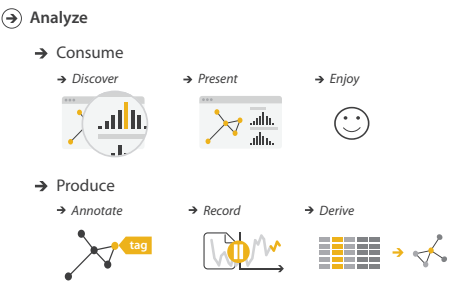 Analyze
Consume
Discover
Present
Enjoy
Produce
Annotate
Record
Derive
tag